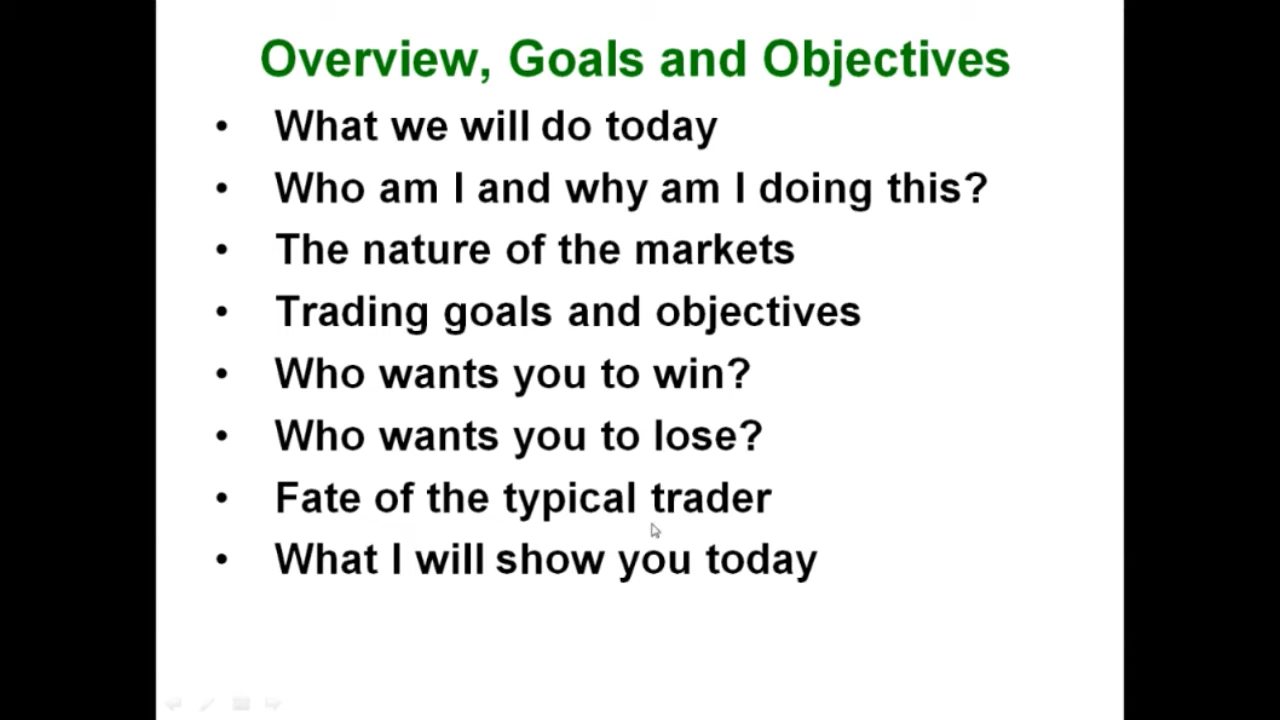 Overview, Goals and Objectives
• What we will do today
• Who am I and why am I doing this?
• The nature of the markets
• Trading goals and objectives
• Who wants you to win?
• Who wants you to lose?
• Fate of the typical trader
• What I will show you today